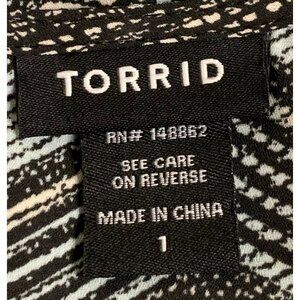 TORRID
RN# 148862
SEE CARE
ON REVERSE
MADE IN CHINA
1